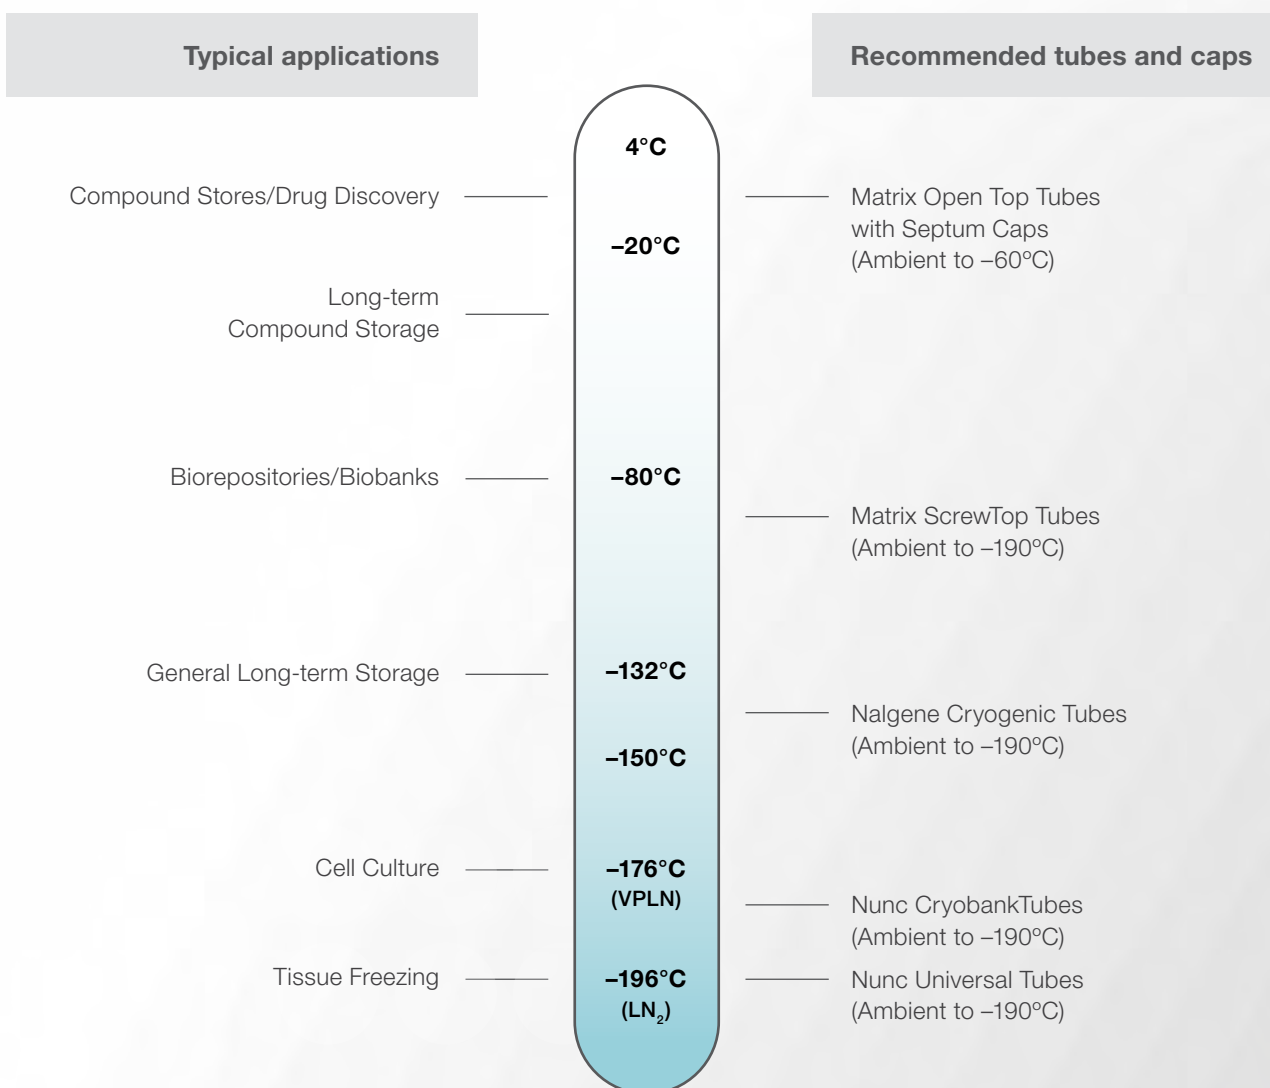 Typical applications
Recommended tubes and caps
4°C
Compound Stores/Drug Discovery
Matrix Open Top Tubes
with Septum Caps
(Ambient to –60ºC)
–20°C
Long-term
Compound Storage
Biorepositories/Biobanks
–80°C
Matrix ScrewTop Tubes
(Ambient to –190ºC)
General Long-term Storage
–132°C
Nalgene Cryogenic Tubes
(Ambient to –190ºC)
–150°C
Cell Culture
–176°C
(VPLN)
Nunc CryobankTubes
(Ambient to –190ºC)
Tissue Freezing
–196°C
(LN₂)
Nunc Universal Tubes
(Ambient to –190ºC)